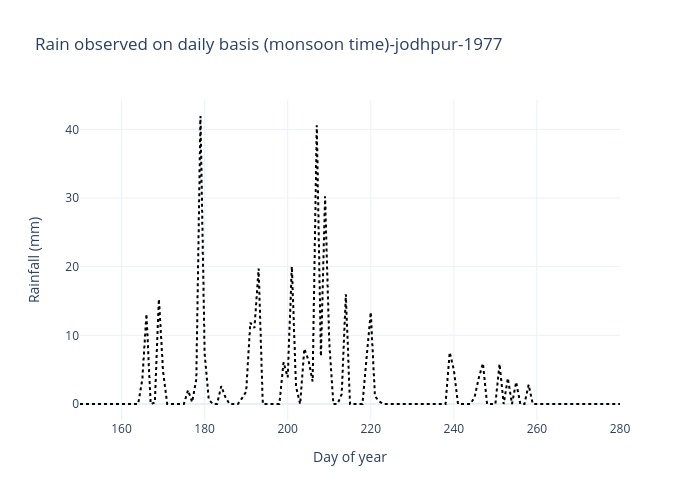 Rain observed on daily basis (monsoon time)-jodhpur-1977
40
30
20
10
0
Rainfall (mm)
160 180 200 220 240 260 280
Day of year